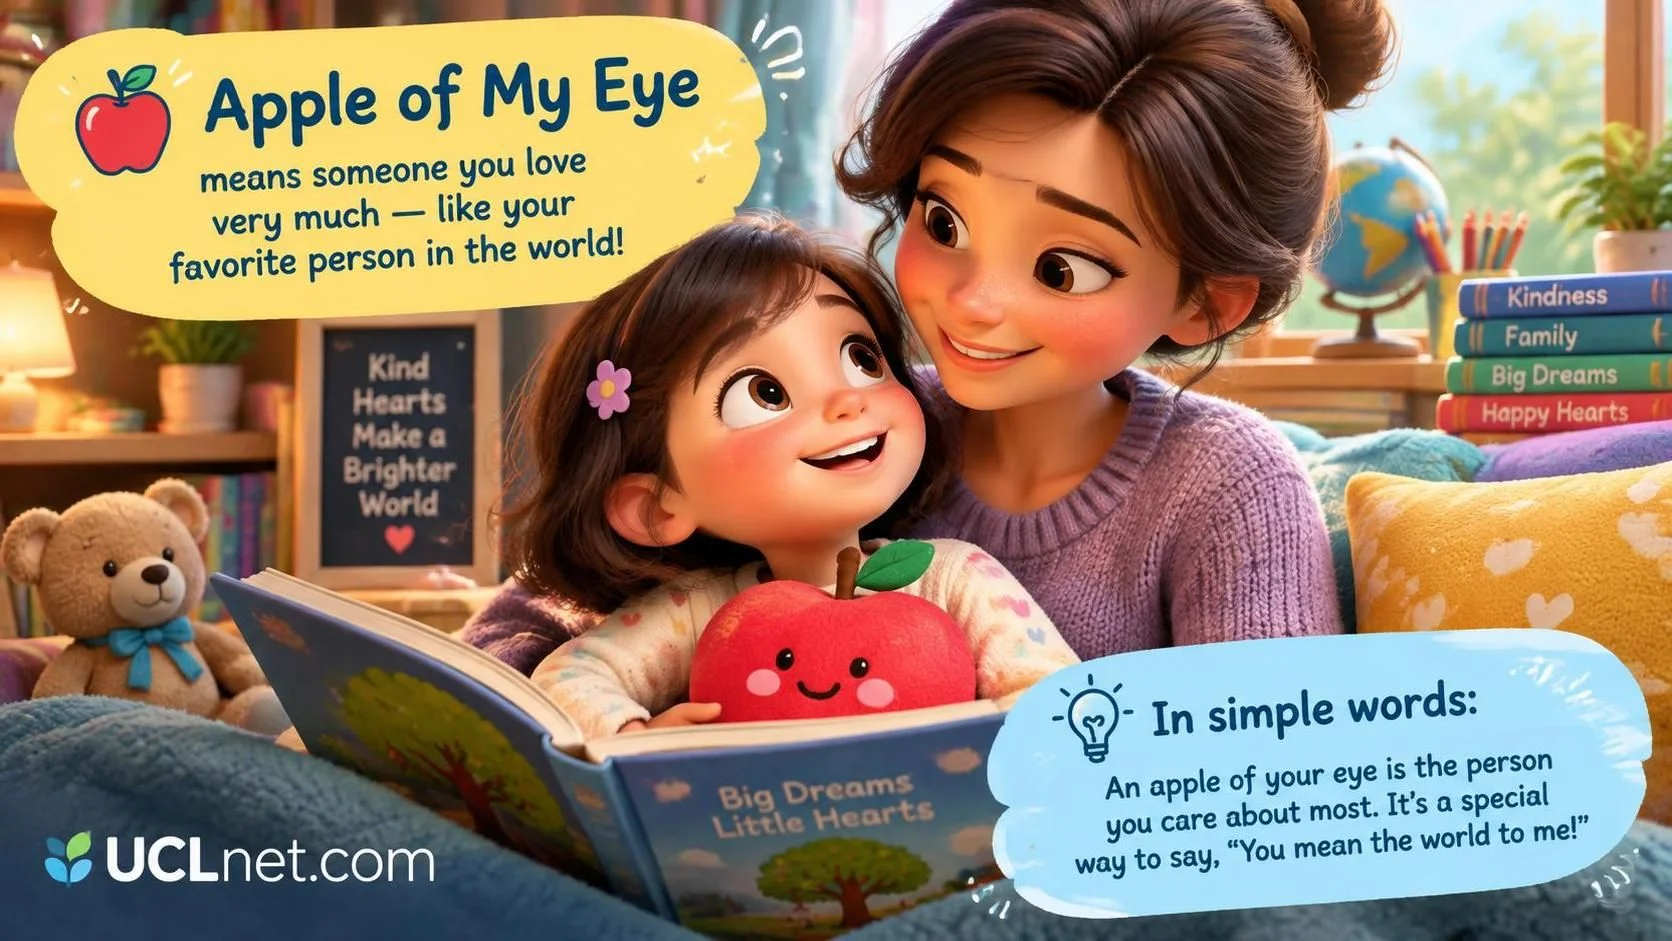 Apple of My Eye
means someone you love
very much — like your
favorite person in the world!
Kind
Hearts
Make a
Brighter
World
Kindness
Family
Big Dreams
Happy Hearts
Big Dreams
Little Hearts
In simple words:
An apple of your eye is the person
you care about most. It's a special
way to say, “You mean the world to me!”
UCLnet.com